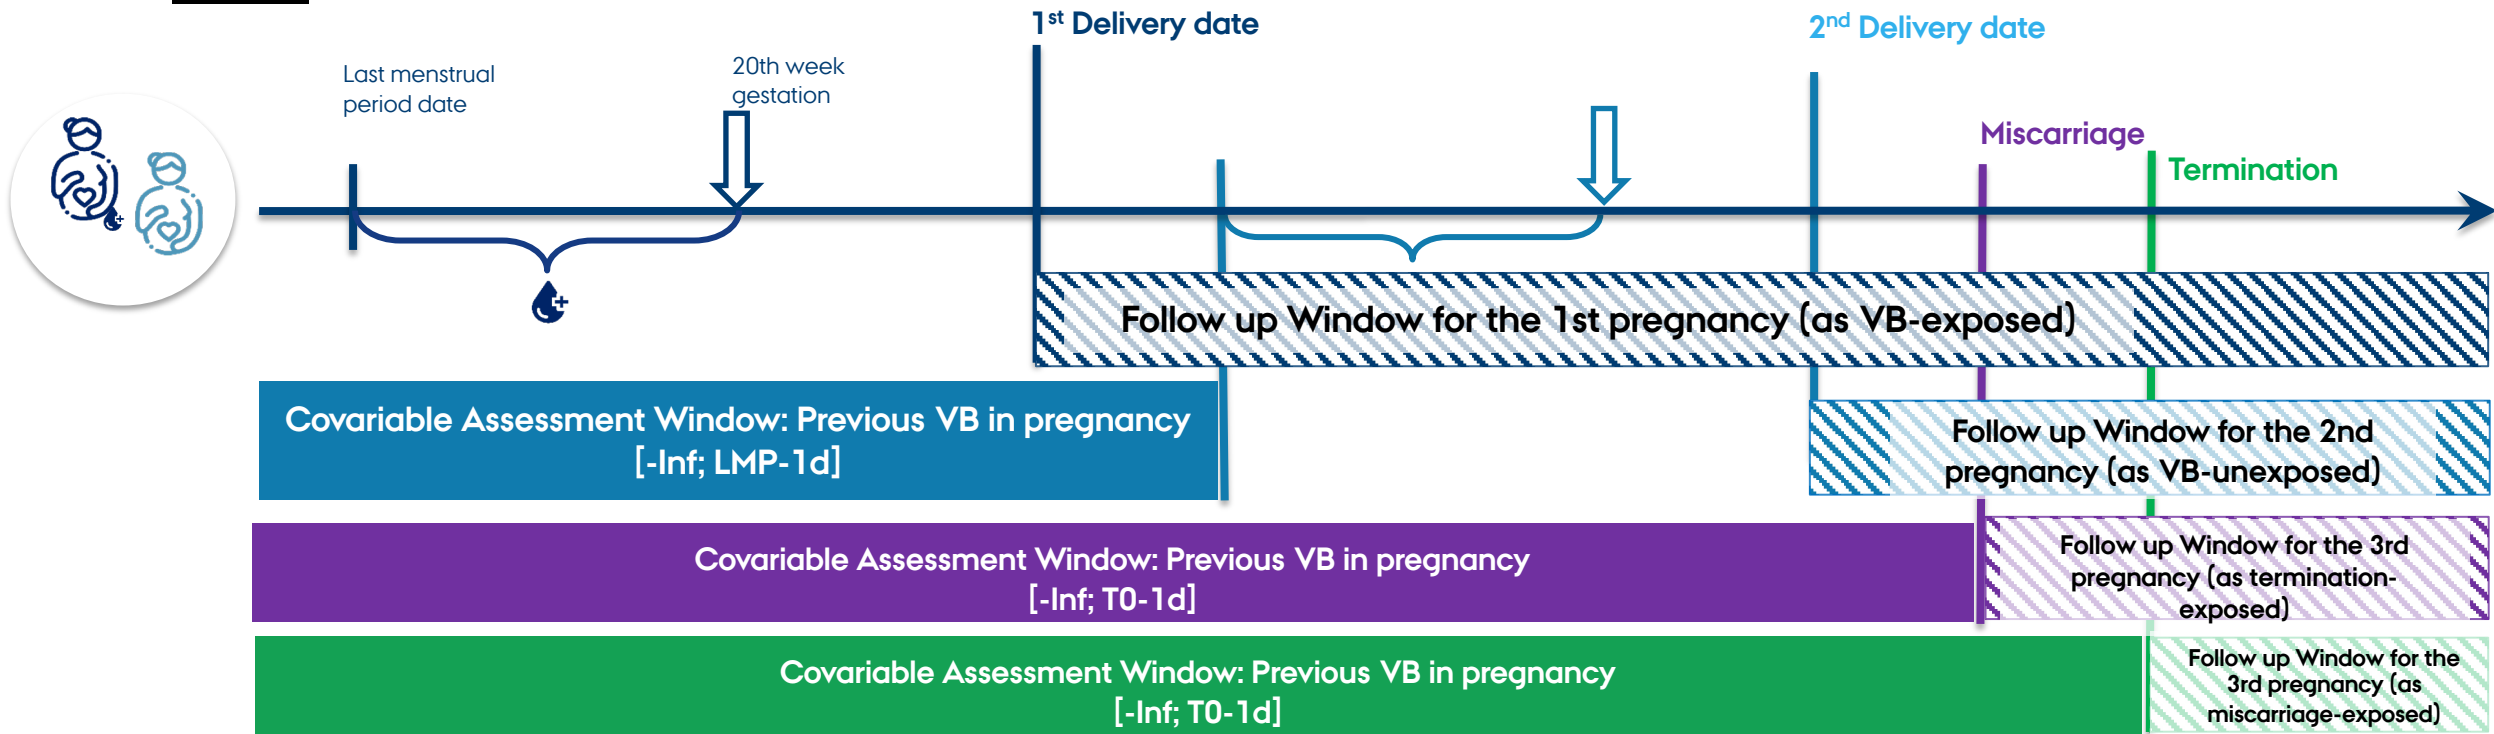 1st Delivery date
2nd Delivery date
Last menstrual
period date
20th week
gestation
Miscarriage
Termination
Follow up Window for the 1st pregnancy (as VB-exposed)
Covariable Assessment Window: Previous VB in pregnancy
[-Inf; LMP-1d]
Follow up Window for the 2nd
pregnancy (as VB-unexposed)
Covariable Assessment Window: Previous VB in pregnancy
[-Inf; T0-1d]
Follow up Window for the 3rd
pregnancy (as termination-
exposed)
Covariable Assessment Window: Previous VB in pregnancy
[-Inf; T0-1d]
Follow up Window for the
3rd pregnancy (as
miscarriage-exposed)